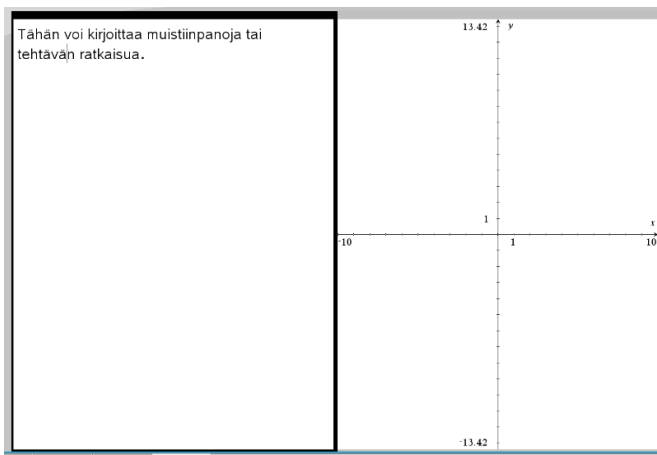 Tähän voi kirjoittaa muistiinpanoja tai
tehtävän ratkaisua.
13.42
y
1
x
-10
1
10
-13.42